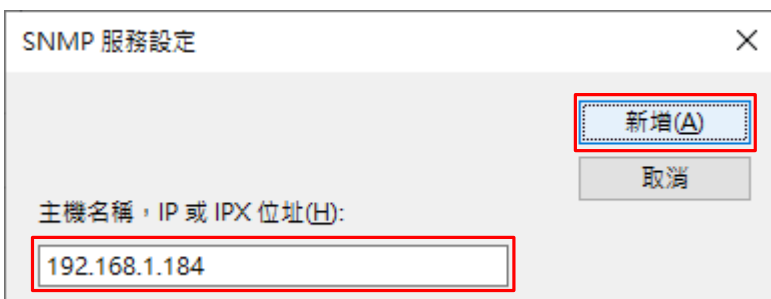 SNMP 服務設定
新增(A)
取消
主機名稱，IP 或 IPX 位址(H):
192.168.1.184